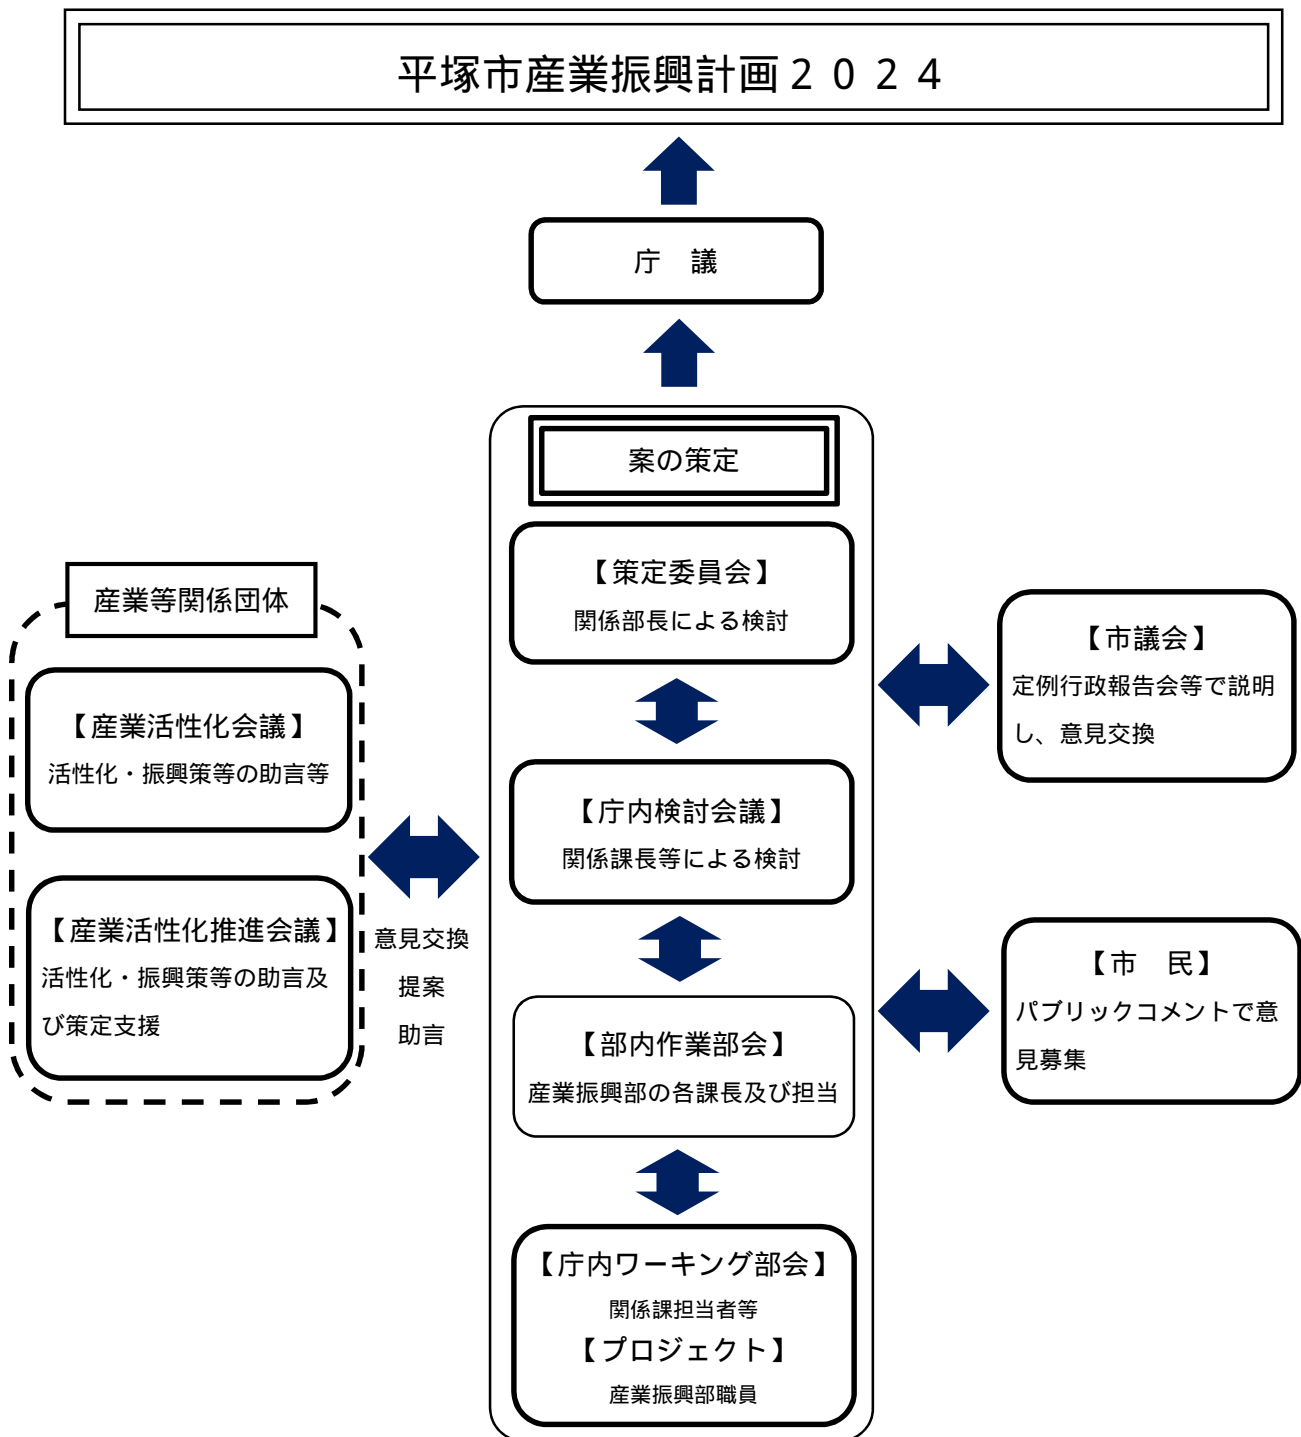 平塚市産業振興計画２０２４
庁　議
案の策定
【策定委員会】
関係部長による検討
【庁内検討会議】
関係課長等による検討
【部内作業部会】
産業振興部の各課長及び担当
【庁内ワーキング部会】
関係課担当者等
【プロジェクト】
産業振興部職員
産業等関係団体
【産業活性化会議】
活性化・振興策等の助言等
【産業活性化推進会議】
活性化・振興策等の助言及
び策定支援
意見交換
提案
助言
【市議会】
定例行政報告会等で説明
し、意見交換
【市　民】
パブリックコメントで意
見募集